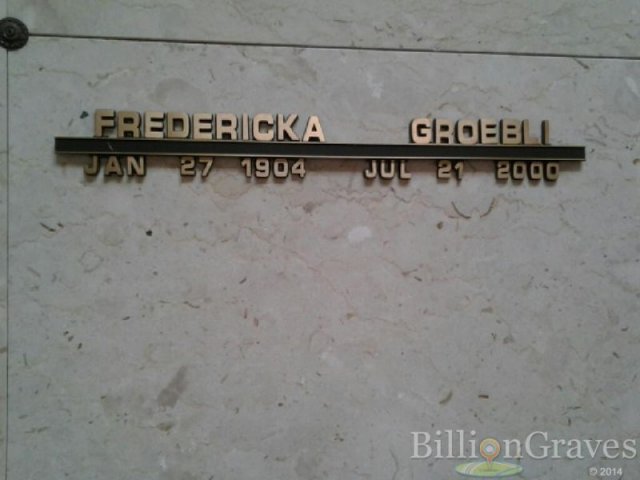 FREDERICKA GROEBLI
JAN 27 1904 JUL 21 2000
BillionGraves
© 2014